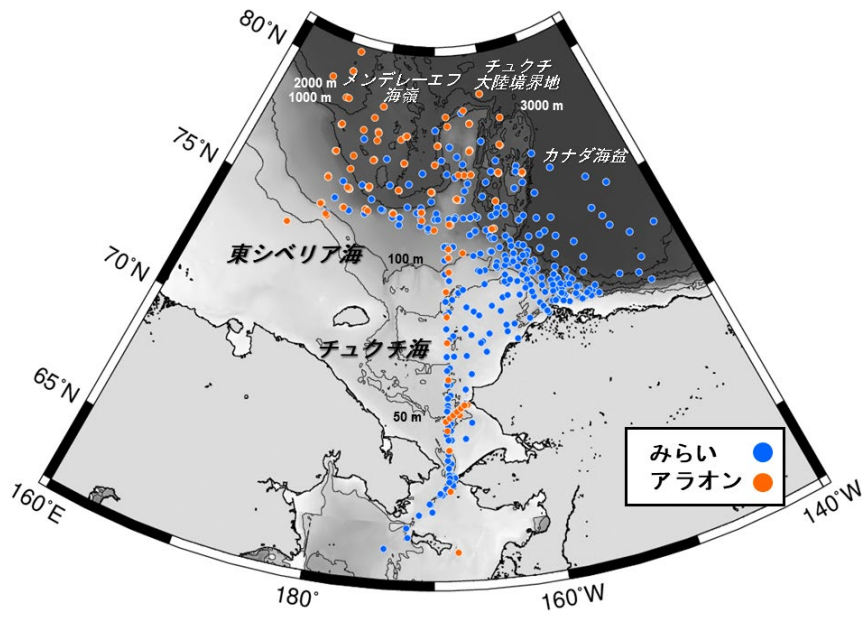 80°N
チュクチ
大陸境界地
メンデレーエフ
海嶺
2000 m
1000 m
3000 m
カナダ海盆
75°N
東シベリア海
100 m
70°N
チュクチ海
50 m
65°N
みらい
アラオン
160°E
140°W
180°
160°W